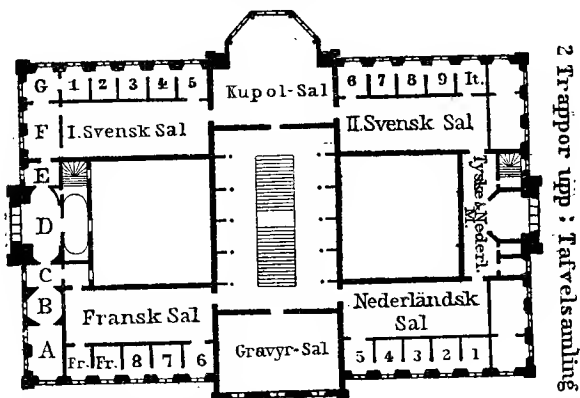 G 1 2 3 4 5
Kupol-Sal
6 7 8 9 It.
F
I. Svensk Sal
II. Svensk Sal
E
D
C
B
A
Tyske & Nederl.
M.
Fransk Sal
Nederländsk
Sal
Fr. Fr. 8 7 6
Gravyr-Sal
5 4 3 2 1
2 Trappor upp: Tafvelsamling